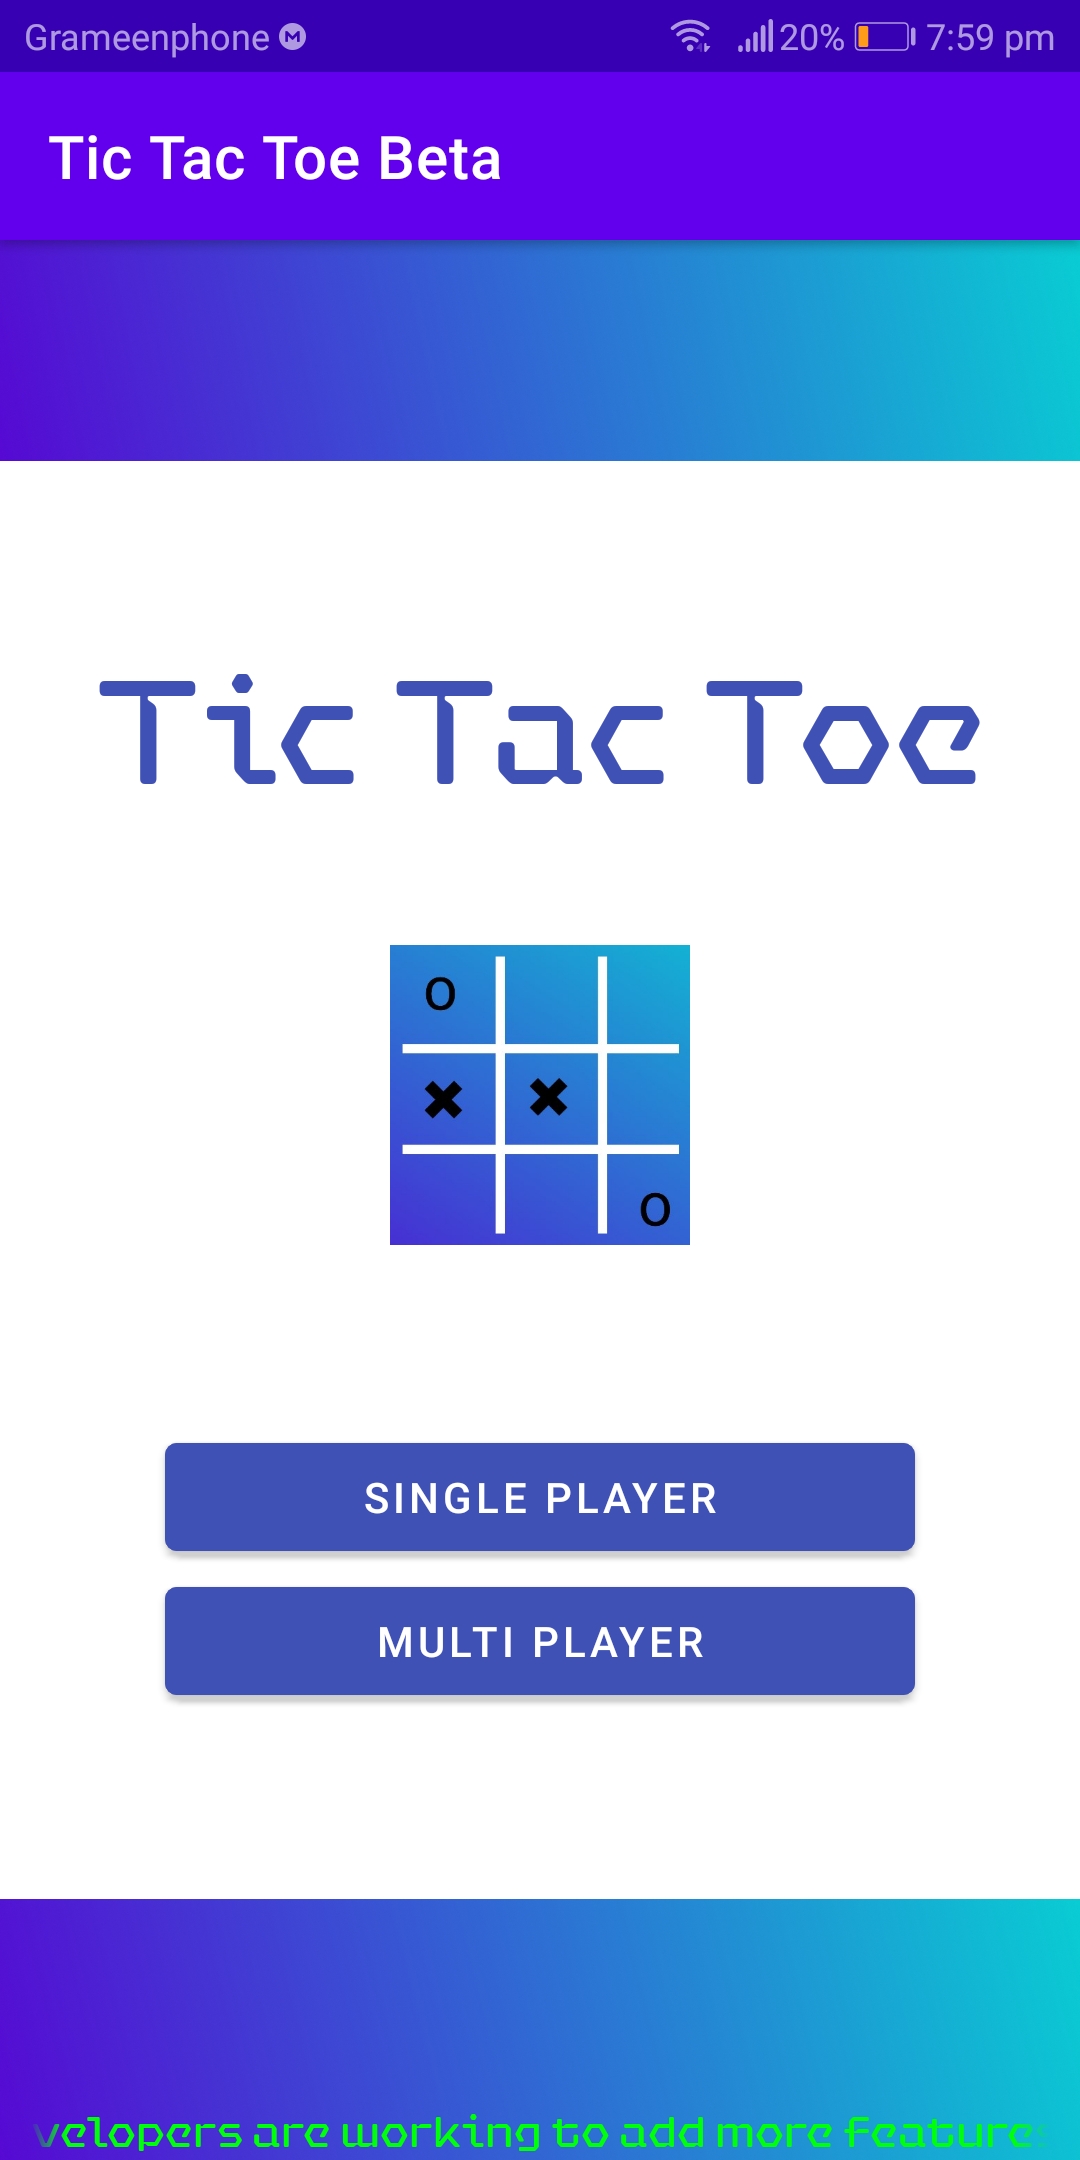 Grameenphone M 20% 7:59 pm
Tic Tac Toe Beta
Tic Tac Toe
O
✖ ✖
O
SINGLE PLAYER
MULTI PLAYER
velopers are working to add more feature